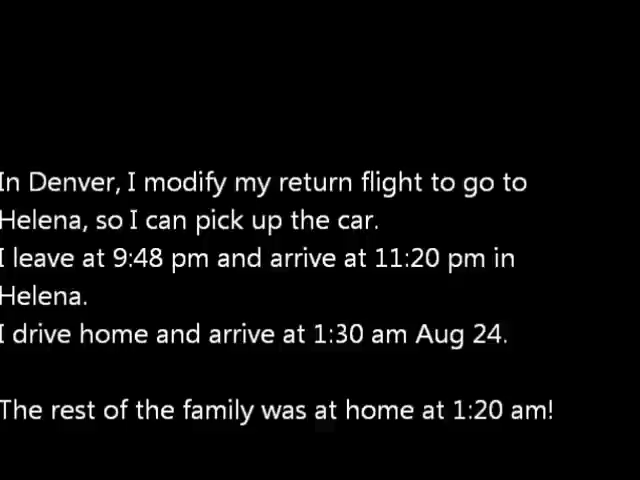 In Denver, I modify my return flight to go to
Helena, so I can pick up the car.
I leave at 9:48 pm and arrive at 11:20 pm in
Helena.
I drive home and arrive at 1:30 am Aug 24.
The rest of the family was at home at 1:20 am!